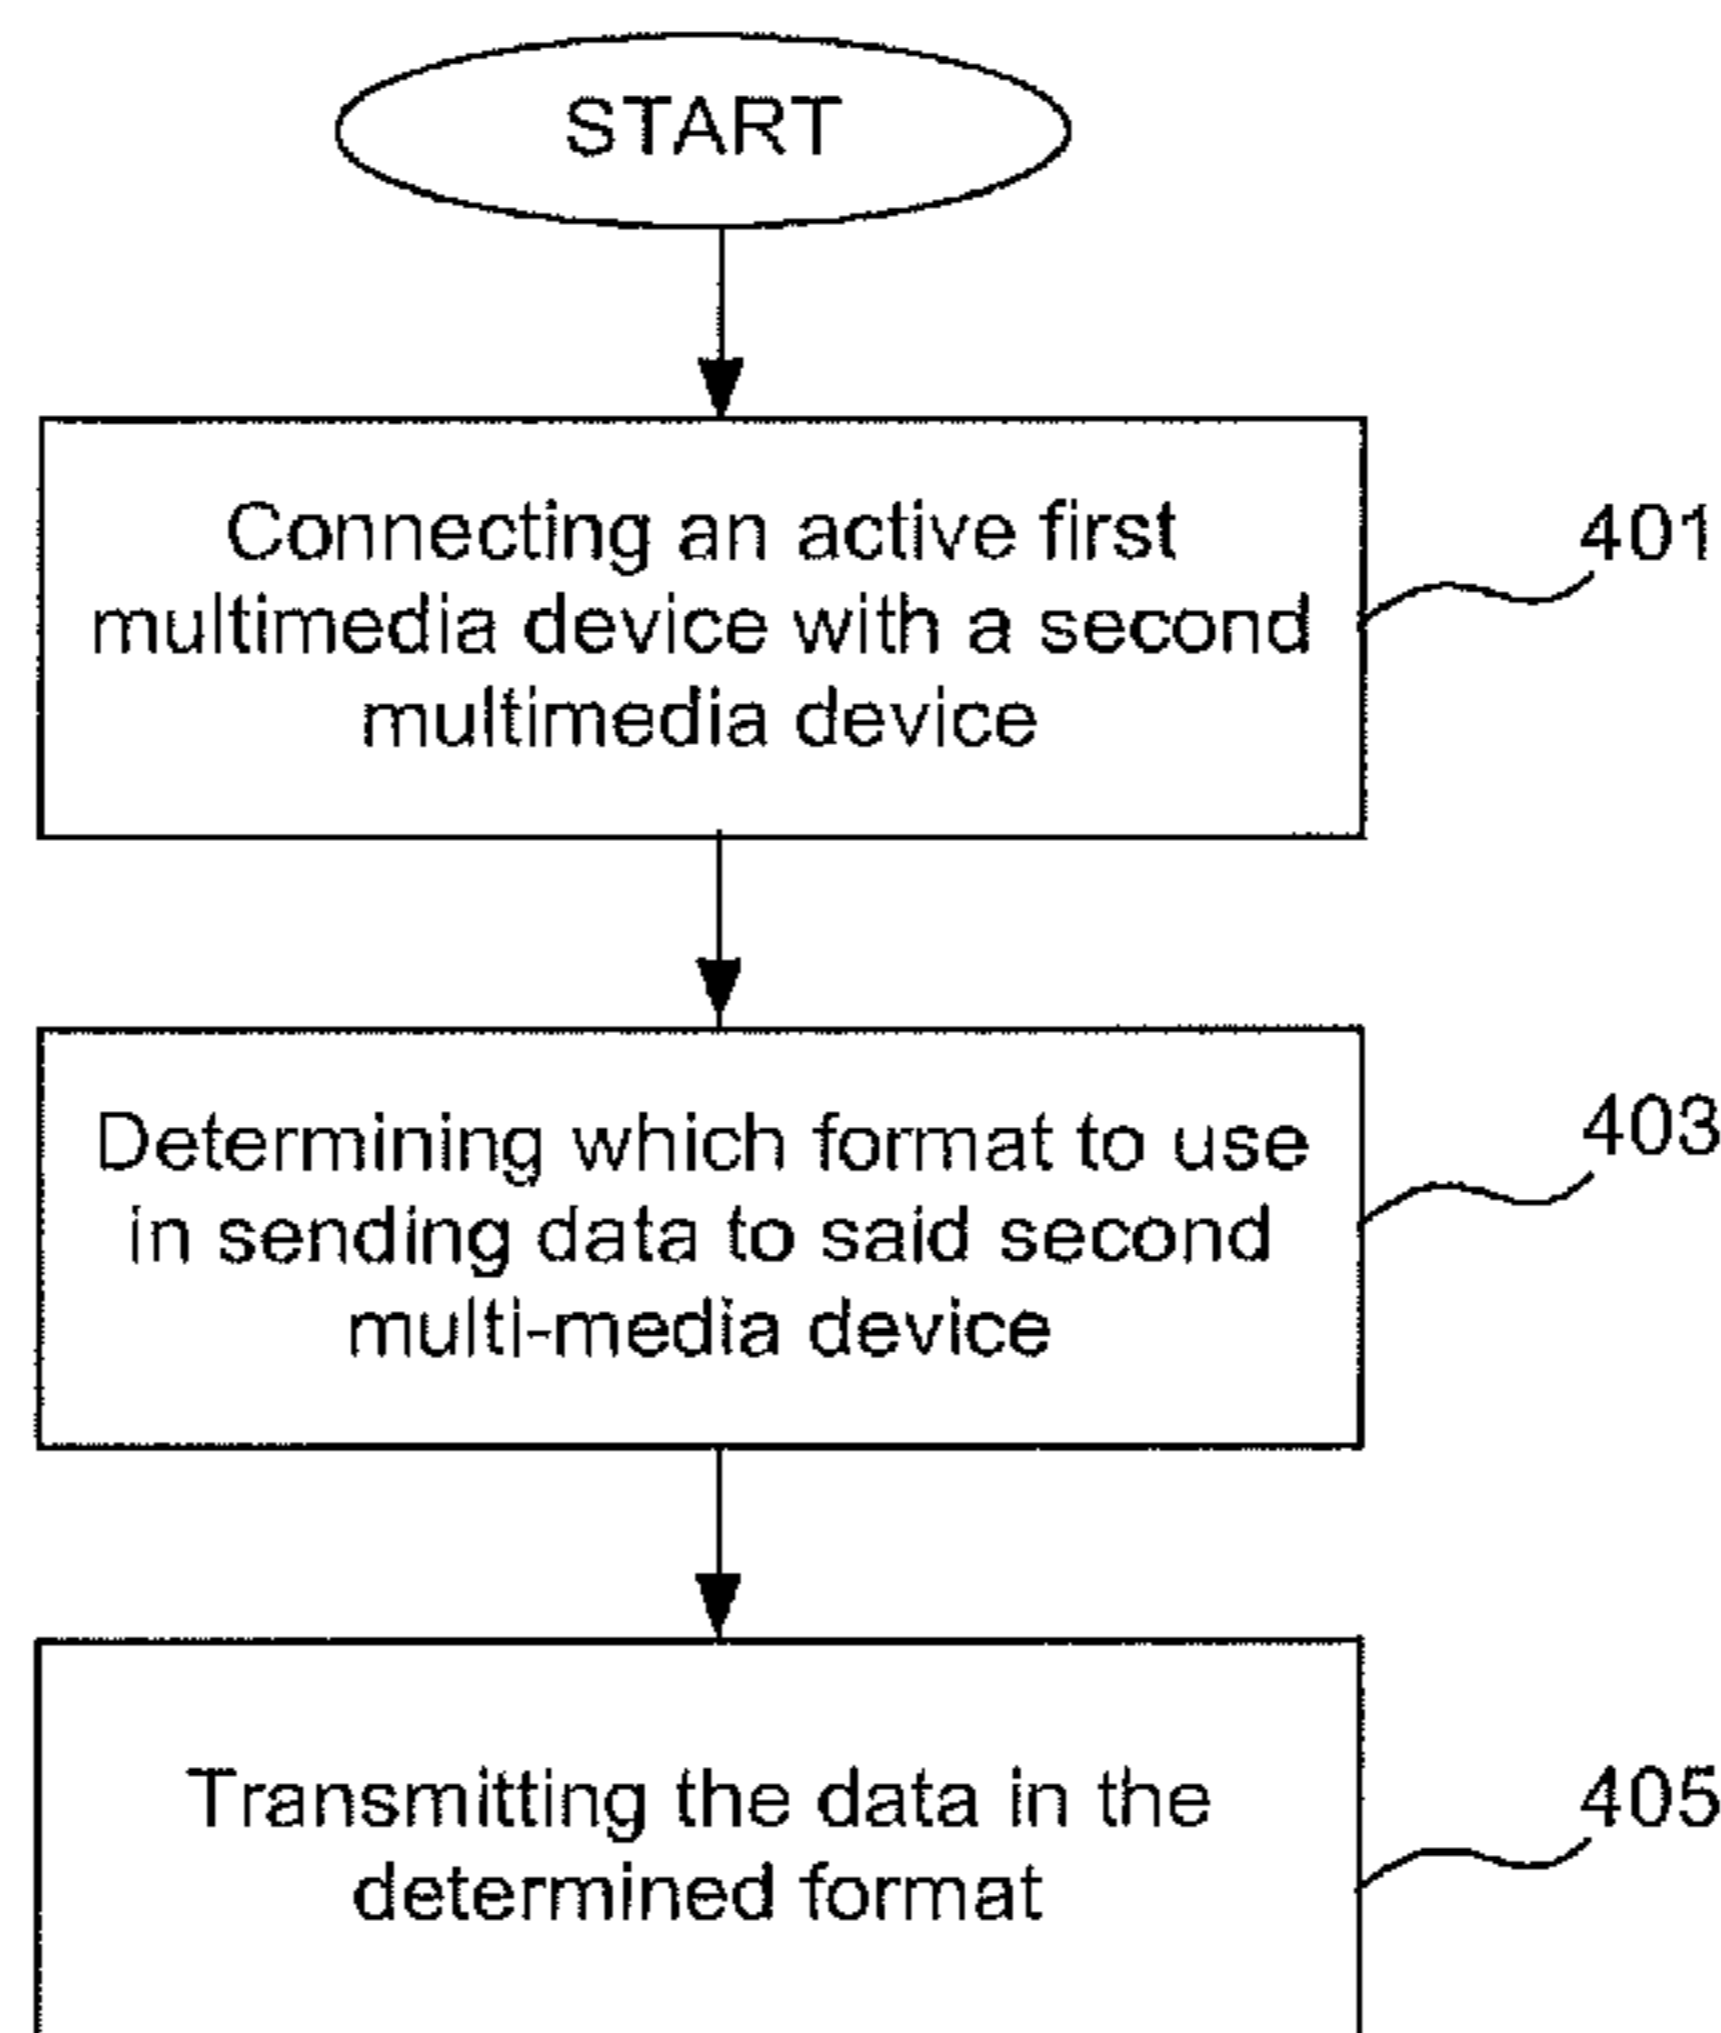 START
Connecting an active first
multimedia device with a second
multimedia device
401
Determining which format to use
in sending data to said second
multi-media device
403
Transmitting the data in the
determined format
405